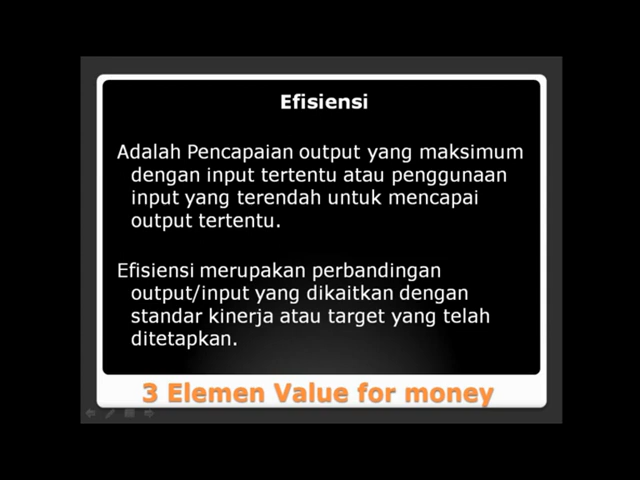 Efisiensi
Adalah Pencapaian output yang maksimum
dengan input tertentu atau penggunaan
input yang terendah untuk mencapai
output tertentu.
Efisiensi merupakan perbandingan
output/input yang dikaitkan dengan
standar kinerja atau target yang telah
ditetapkan.
3 Elemen Value for money